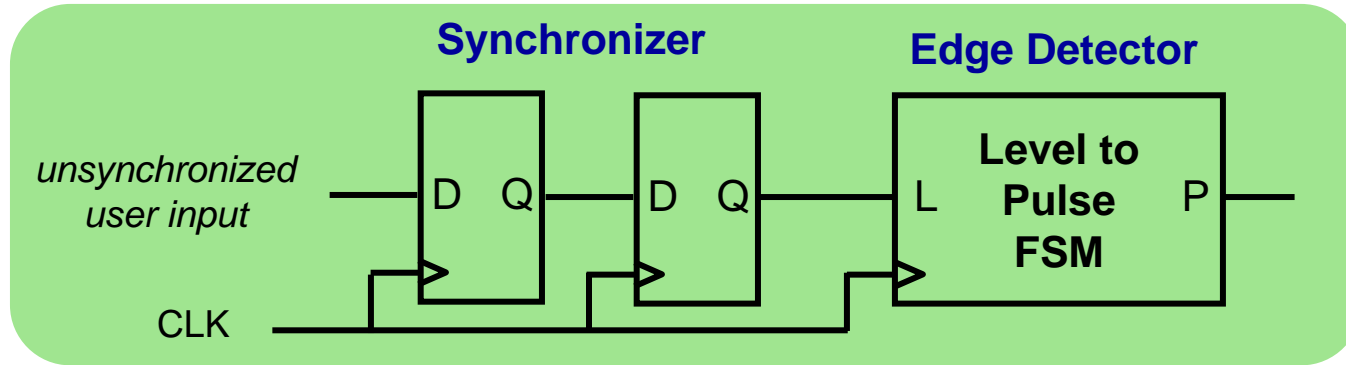 Synchronizer
Edge Detector
unsynchronized
user input
D Q
D Q
L
Level to
Pulse
FSM
P
CLK